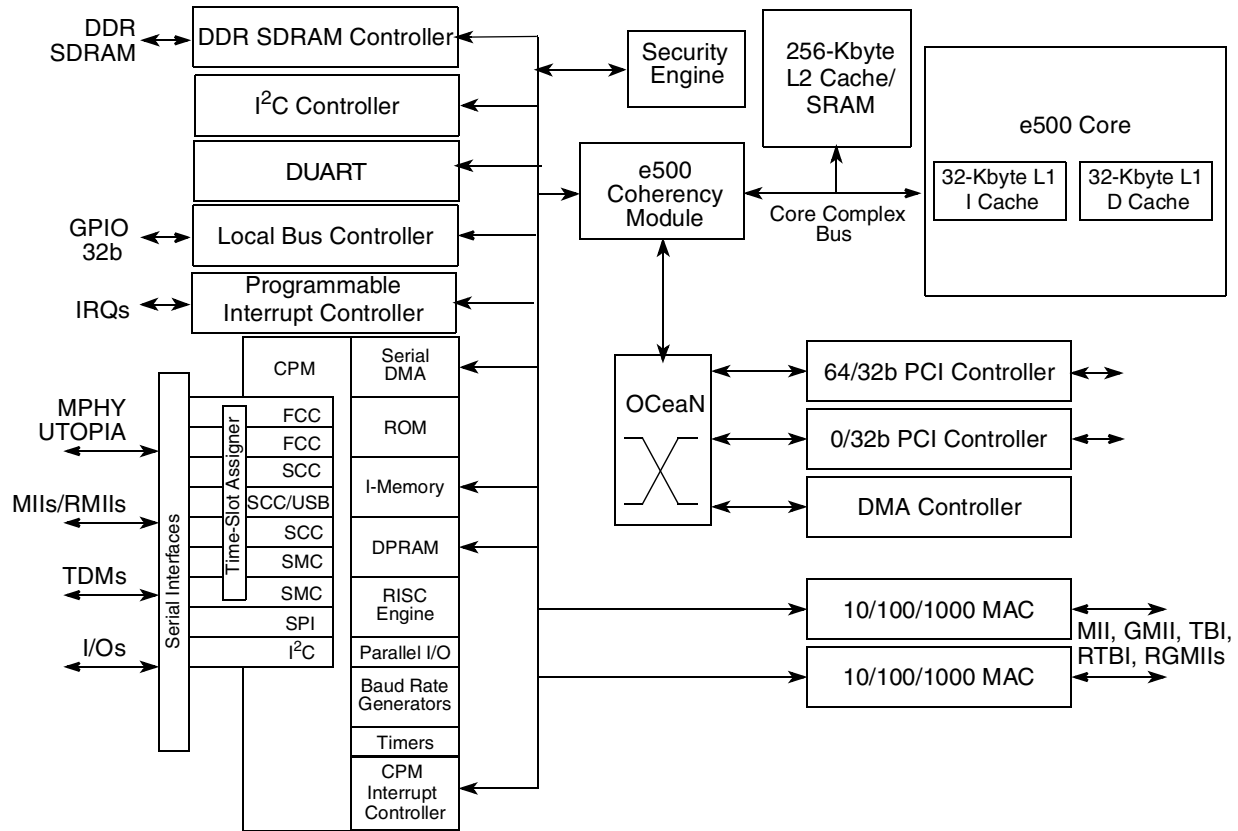 DDR
SDRAM
DDR SDRAM Controller
I²C Controller
DUART
GPIO
32b
Local Bus Controller
IRQs
Programmable
Interrupt Controller
Security
Engine
256-Kbyte
L2 Cache/
SRAM
e500 Core
32-Kbyte L1
I Cache
32-Kbyte L1
D Cache
e500
Coherency
Module
Core Complex
Bus
CPM
Serial
DMA
ROM
I-Memory
DPRAM
RISC
Engine
Parallel I/O
Baud Rate
Generators
Timers
CPM
Interrupt
Controller
MPHY
UTOPIA
MIIs/RMIIs
TDMs
I/Os
Serial Interfaces
Time-Slot Assigner
FCC
FCC
SCC
SCC/USB
SCC
SMC
SMC
SPI
I²C
OCeaN
64/32b PCI Controller
0/32b PCI Controller
DMA Controller
10/100/1000 MAC
10/100/1000 MAC
MII, GMII, TBI,
RTBI, RGMIIs